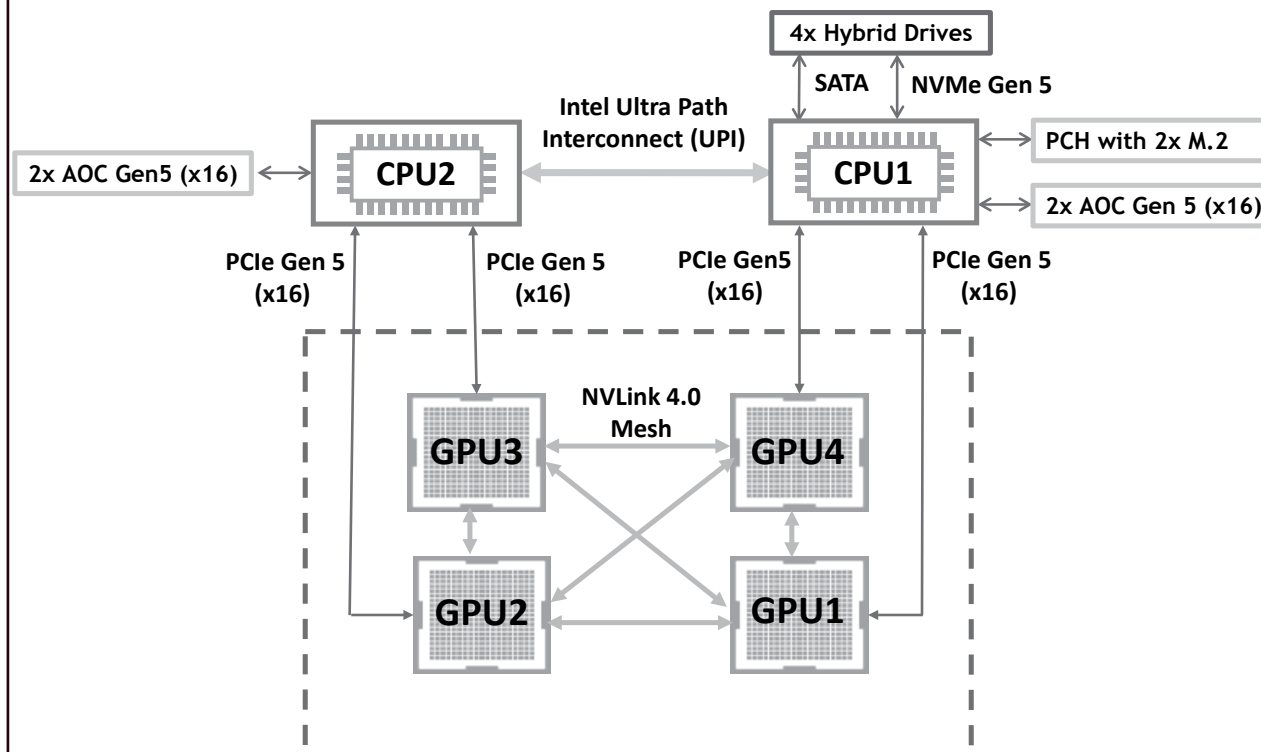 4x Hybrid Drives
SATA
NVMe Gen 5
Intel Ultra Path
Interconnect (UPI)
2x AOC Gen5 (x16)
CPU2
CPU1
PCH with 2x M.2
2x AOC Gen 5 (x16)
PCIe Gen 5
(x16)
PCIe Gen 5
(x16)
PCIe Gen5
(x16)
PCIe Gen 5
(x16)
NVLink 4.0
Mesh
GPU3
GPU4
GPU2
GPU1